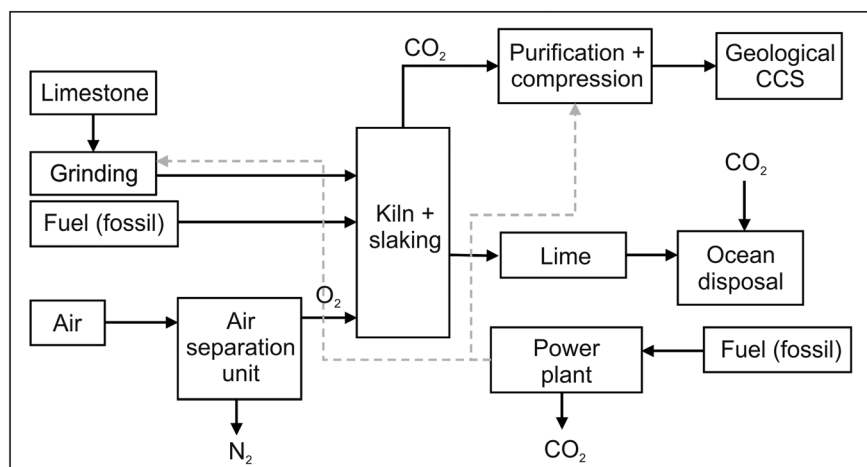 CO₂
Purification +
compression
Geological
CCS
Limestone
Grinding
Fuel (fossil)
Kiln +
slaking
CO₂
Lime
Ocean
disposal
Air
Air
separation
unit
O₂
N₂
Power
plant
Fuel (fossil)
CO₂